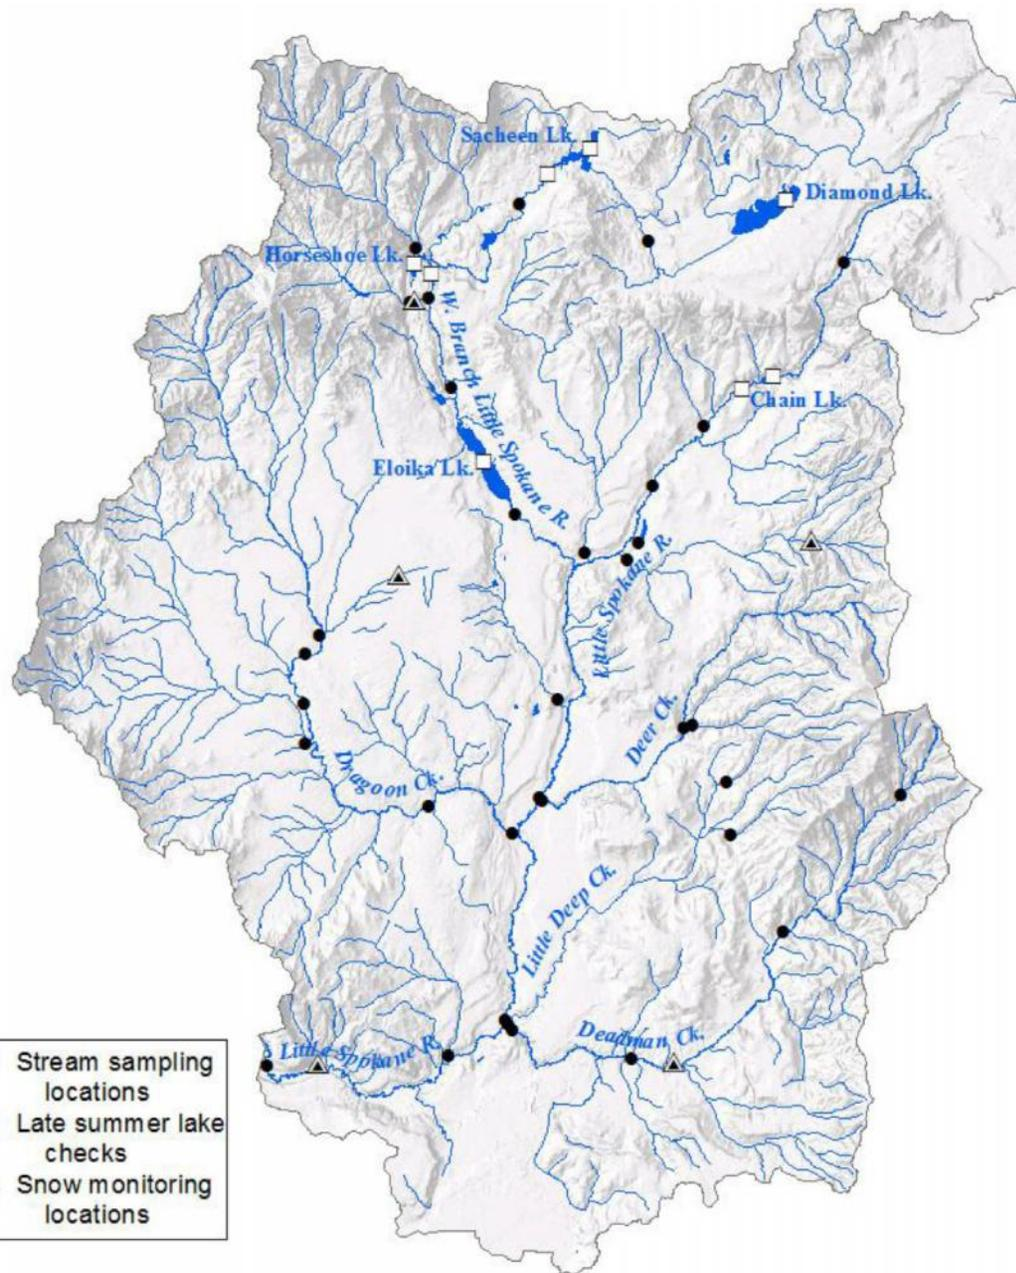 Sacheen Lk.
Diamond Lk.
Horseshoe Lk.
W. Branch Little Spokane R.
Chain Lk.
Eloika Lk.
Little Spokane R.
Deer Ck.
Dragoon Ck.
Little Deep Ck.
Deadman Ck.
Little Spokane R.
Stream sampling
locations
Late summer lake
checks
Snow monitoring
locations